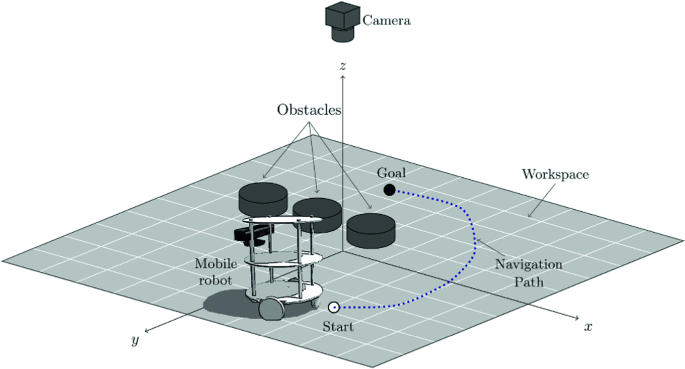 Camera
z
Obstacles
Goal
Workspace
Mobile
robot
Navigation
Path
Start
x
y